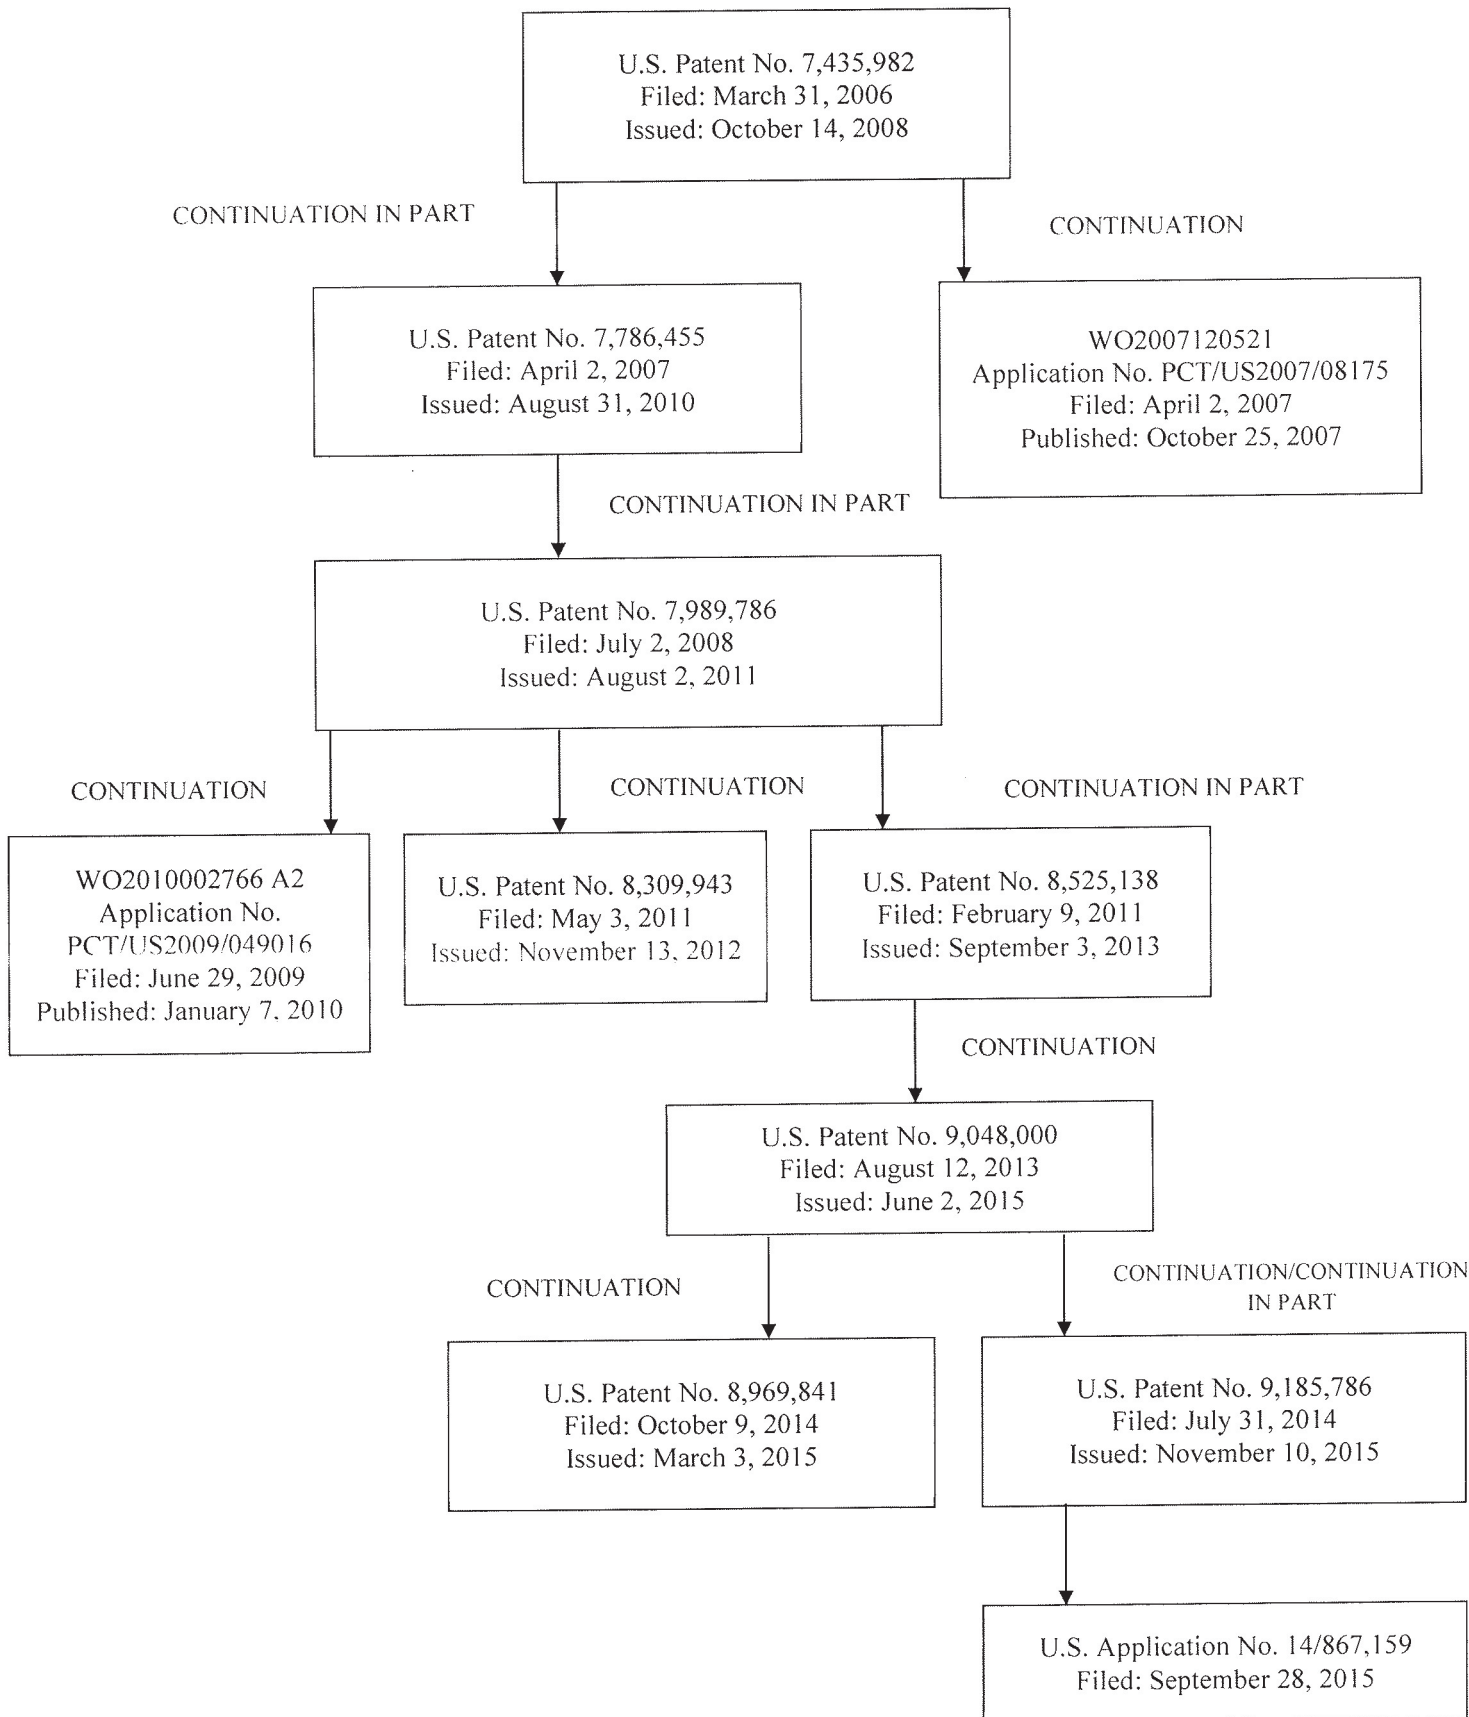 U.S. Patent No. 7,435,982
Filed: March 31, 2006
Issued: October 14, 2008
CONTINUATION IN PART
CONTINUATION
U.S. Patent No. 7,786,455
Filed: April 2, 2007
Issued: August 31, 2010
WO2007120521
Application No. PCT/US2007/08175
Filed: April 2, 2007
Published: October 25, 2007
CONTINUATION IN PART
U.S. Patent No. 7,989,786
Filed: July 2, 2008
Issued: August 2, 2011
CONTINUATION
CONTINUATION
CONTINUATION IN PART
WO2010002766 A2
Application No.
PCT/US2009/049016
Filed: June 29, 2009
Published: January 7, 2010
U.S. Patent No. 8,309,943
Filed: May 3, 2011
Issued: November 13, 2012
U.S. Patent No. 8,525,138
Filed: February 9, 2011
Issued: September 3, 2013
CONTINUATION
U.S. Patent No. 9,048,000
Filed: August 12, 2013
Issued: June 2, 2015
CONTINUATION
CONTINUATION/CONTINUATION
IN PART
U.S. Patent No. 8,969,841
Filed: October 9, 2014
Issued: March 3, 2015
U.S. Patent No. 9,185,786
Filed: July 31, 2014
Issued: November 10, 2015
U.S. Application No. 14/867,159
Filed: September 28, 2015